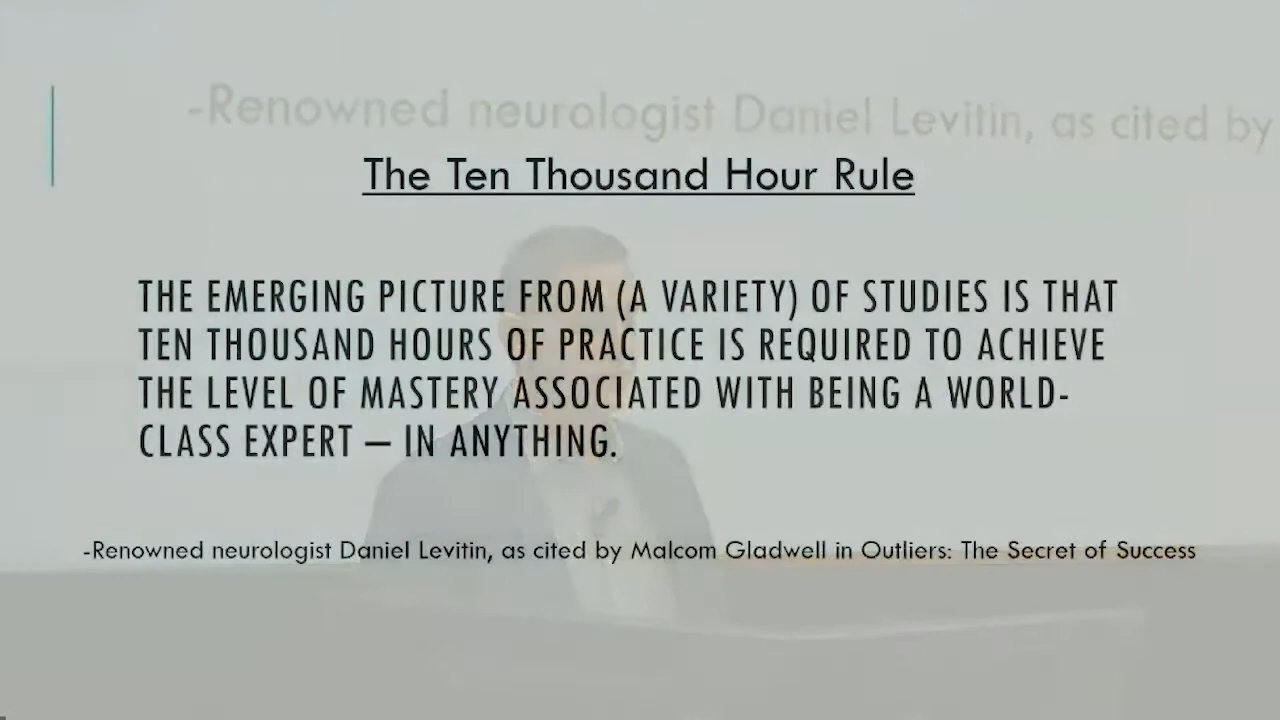 -Renowned neurologist Daniel Levitin, as cited by
The Ten Thousand Hour Rule
THE EMERGING PICTURE FROM (A VARIETY) OF STUDIES IS THAT
TEN THOUSAND HOURS OF PRACTICE IS REQUIRED TO ACHIEVE
THE LEVEL OF MASTERY ASSOCIATED WITH BEING A WORLD-
CLASS EXPERT – IN ANYTHING.
-Renowned neurologist Daniel Levitin, as cited by Malcom Gladwell in Outliers: The Secret of Success